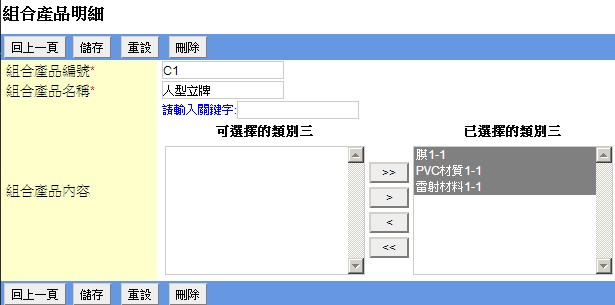 組合產品明細
回上一頁 儲存 重設 刪除
組合產品編號* C1
組合產品名稱* 人型立牌
請輸入關鍵字:
可選擇的類別三 已選擇的類別三
組合產品內容
膜1-1
PVC材質1-1
雷射材料1-1
>>
>
<
<<
回上一頁 儲存 重設 刪除